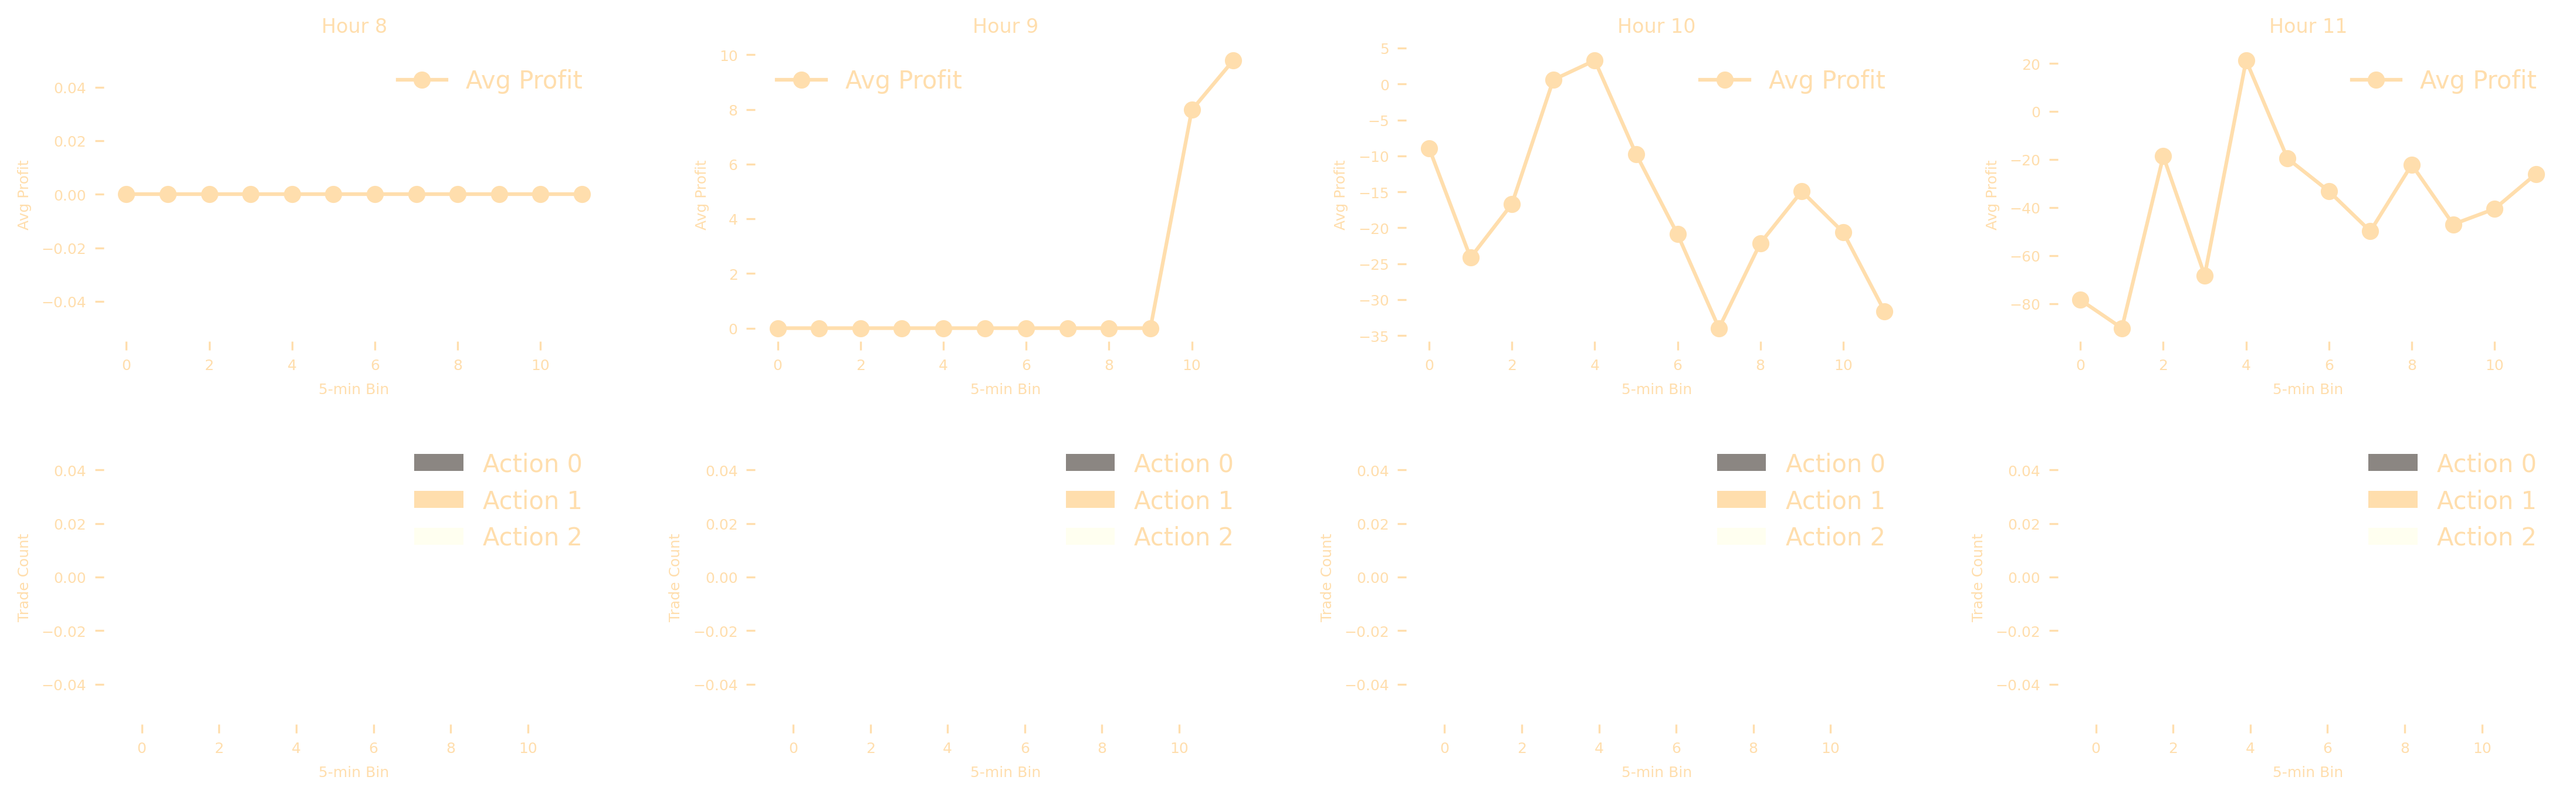 Hour 8
Avg Profit
0.04
0.02
0.00
−0.02
−0.04
Avg Profit
0 2 4 6 8 10
5-min Bin
Hour 9
Avg Profit
10
8
6
4
2
0
Avg Profit
0 2 4 6 8 10
5-min Bin
Hour 10
Avg Profit
5
0
−5
−10
−15
−20
−25
−30
−35
Avg Profit
0 2 4 6 8 10
5-min Bin
Hour 11
Avg Profit
20
0
−20
−40
−60
−80
Avg Profit
0 2 4 6 8 10
5-min Bin
Action 0
Action 1
Action 2
0.04
0.02
0.00
−0.02
−0.04
Trade Count
0 2 4 6 8 10
5-min Bin
Action 0
Action 1
Action 2
0.04
0.02
0.00
−0.02
−0.04
Trade Count
0 2 4 6 8 10
5-min Bin
Action 0
Action 1
Action 2
0.04
0.02
0.00
−0.02
−0.04
Trade Count
0 2 4 6 8 10
5-min Bin
Action 0
Action 1
Action 2
0.04
0.02
0.00
−0.02
−0.04
Trade Count
0 2 4 6 8 10
5-min Bin